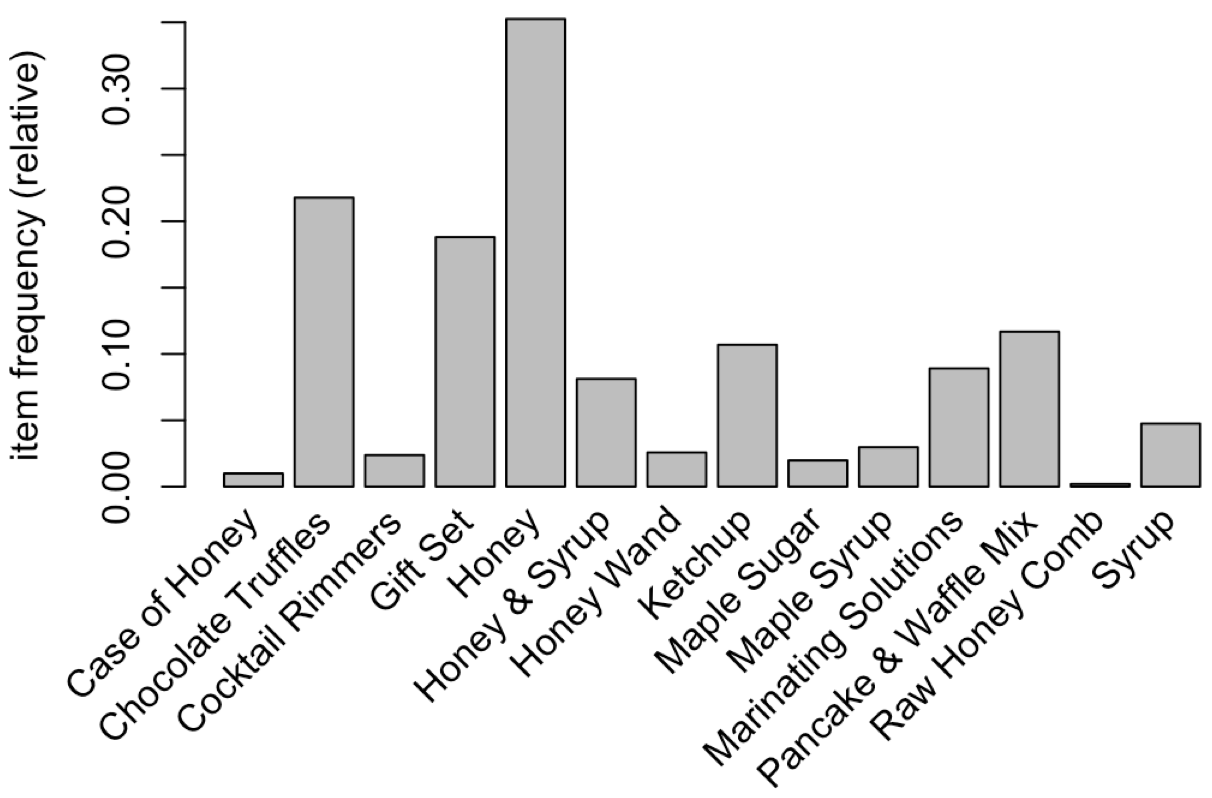 item frequency (relative)
0.30
0.20
0.10
0.00
Case of Honey
Chocolate Truffles
Cocktail Rimmers
Gift Set
Honey
Honey & Syrup
Honey Wand
Ketchup
Maple Sugar
Maple Syrup
Marinating Solutions
Pancake & Waffle Mix
Raw Honey Comb
Syrup